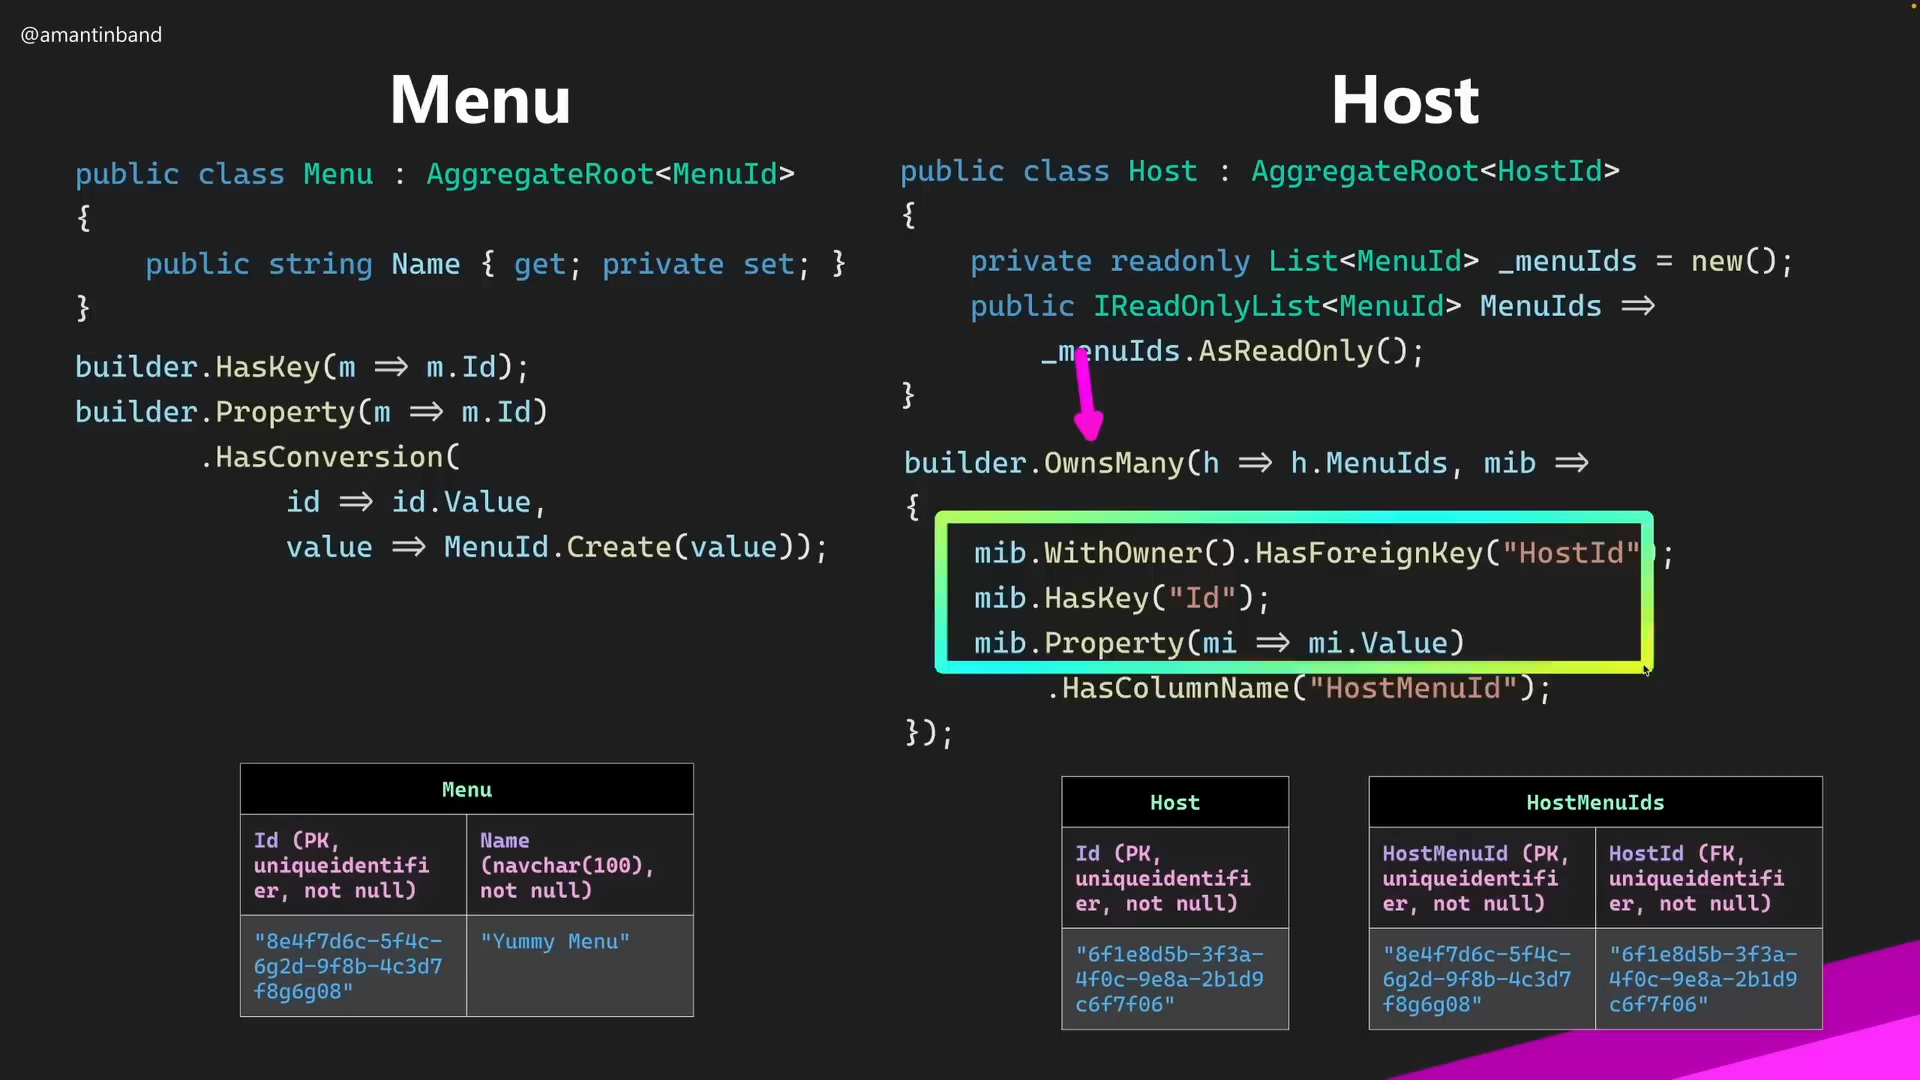 @amantinband
Menu
public class Menu : AggregateRoot<MenuId>
{
public string Name { get; private set; }
}
builder.HasKey(m => m.Id);
builder.Property(m => m.Id)
.HasConversion(
id => id.Value,
value => MenuId.Create(value));
Menu
Id (PK,
uniqueidentifi
er, not null)
Name
(navchar(100),
not null)
"8e4f7d6c-5f4c-
6g2d-9f8b-4c3d7
f8g6g08"
"Yummy Menu"
Host
public class Host : AggregateRoot<HostId>
{
private readonly List<MenuId> _menuIds = new();
public IReadOnlyList<MenuId> MenuIds =>
_menuIds.AsReadOnly();
}
builder.OwnsMany(h => h.MenuIds, mib =>
{
mib.WithOwner().HasForeignKey("HostId");
mib.HasKey("Id");
mib.Property(mi => mi.Value)
.HasColumnName("HostMenuId");
});
Host
Id (PK,
uniqueidentifi
er, not null)
"6f1e8d5b-3f3a-
4f0c-9e8a-2b1d9
c6f7f06"
HostMenuIds
HostMenuId (PK,
uniqueidentifi
er, not null)
HostId (FK,
uniqueidentifi
er, not null)
"8e4f7d6c-5f4c-
6g2d-9f8b-4c3d7
f8g6g08"
"6f1e8d5b-3f3a-
4f0c-9e8a-2b1d9
c6f7f06"